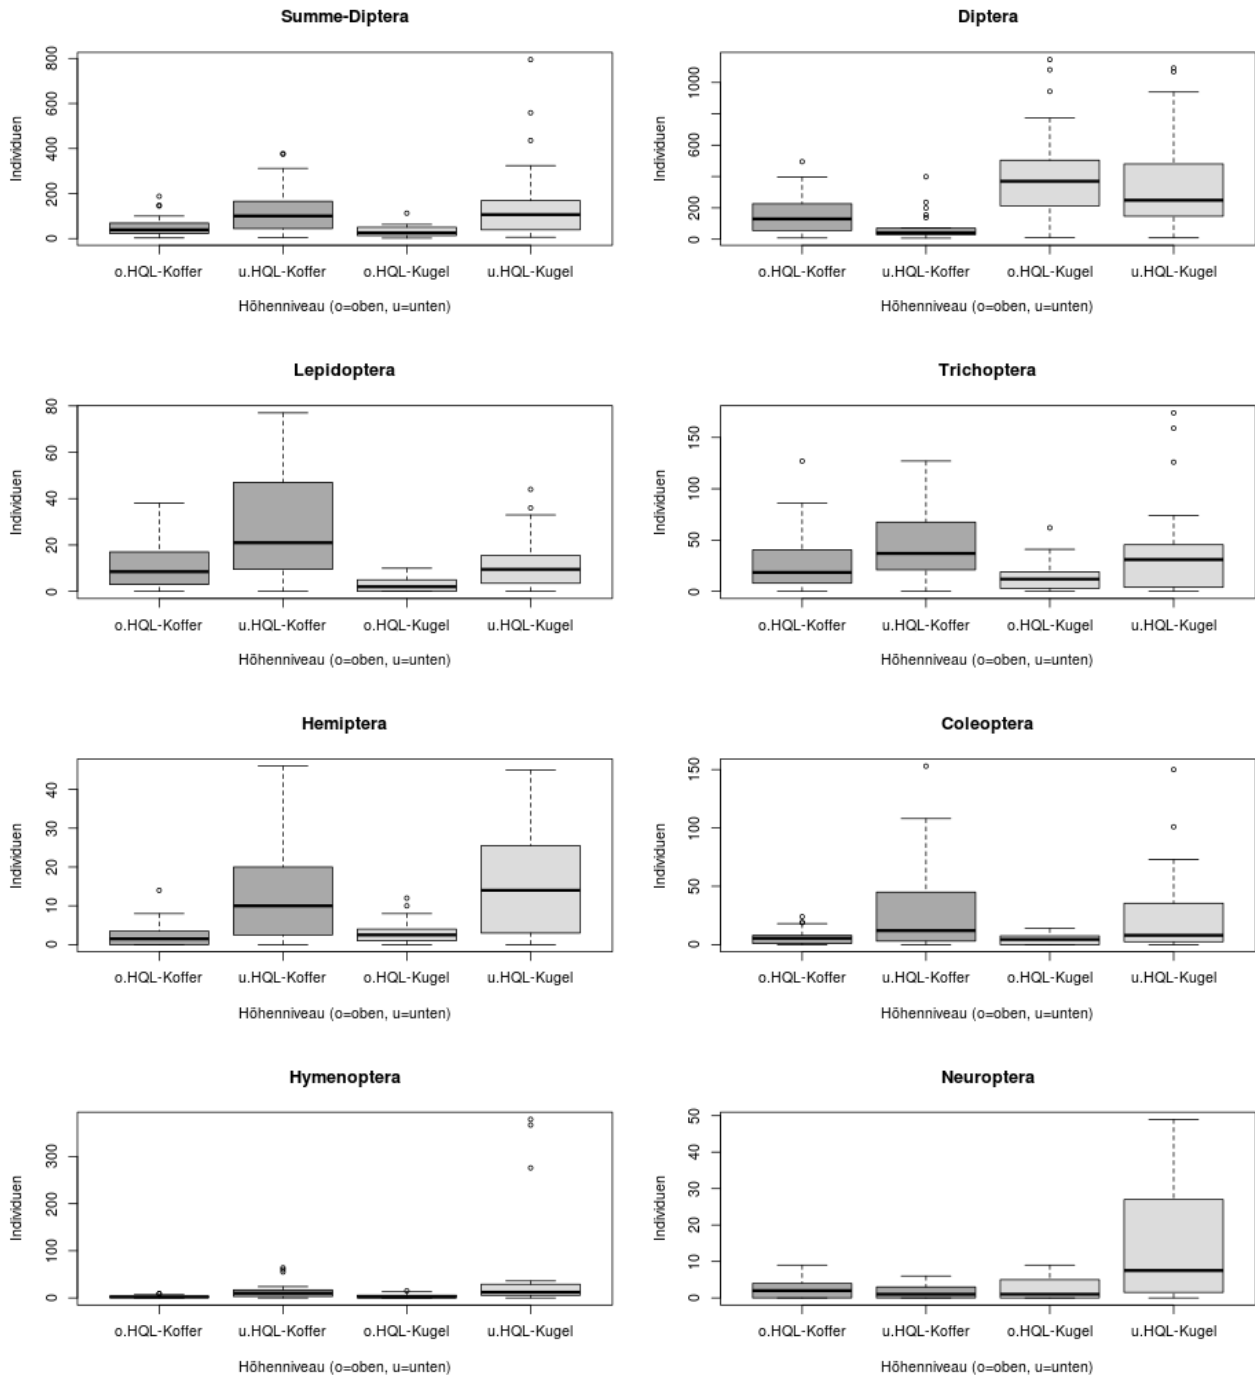 Summe-Diptera
Individuen
0 200 400 600 800
o.HQL-Koffer u.HQL-Koffer o.HQL-Kugel u.HQL-Kugel
Höhenniveau (o=oben, u=unten)
Diptera
Individuen
0 200 600 1000
o.HQL-Koffer u.HQL-Koffer o.HQL-Kugel u.HQL-Kugel
Höhenniveau (o=oben, u=unten)
Lepidoptera
Individuen
0 20 40 60 80
o.HQL-Koffer u.HQL-Koffer o.HQL-Kugel u.HQL-Kugel
Höhenniveau (o=oben, u=unten)
Trichoptera
Individuen
0 50 100 150
o.HQL-Koffer u.HQL-Koffer o.HQL-Kugel u.HQL-Kugel
Höhenniveau (o=oben, u=unten)
Hemiptera
Individuen
0 10 20 30 40
o.HQL-Koffer u.HQL-Koffer o.HQL-Kugel u.HQL-Kugel
Höhenniveau (o=oben, u=unten)
Coleoptera
Individuen
0 50 100 150
o.HQL-Koffer u.HQL-Koffer o.HQL-Kugel u.HQL-Kugel
Höhenniveau (o=oben, u=unten)
Hymenoptera
Individuen
0 100 200 300
o.HQL-Koffer u.HQL-Koffer o.HQL-Kugel u.HQL-Kugel
Höhenniveau (o=oben, u=unten)
Neuroptera
Individuen
0 10 20 30 40 50
o.HQL-Koffer u.HQL-Koffer o.HQL-Kugel u.HQL-Kugel
Höhenniveau (o=oben, u=unten)